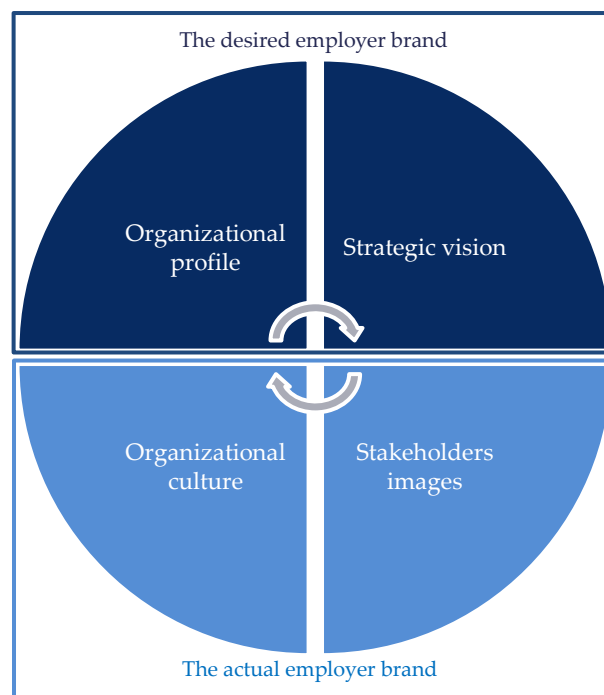 The desired employer brand
Organizational
profile
Strategic vision
Organizational
culture
Stakeholders
images
The actual employer brand